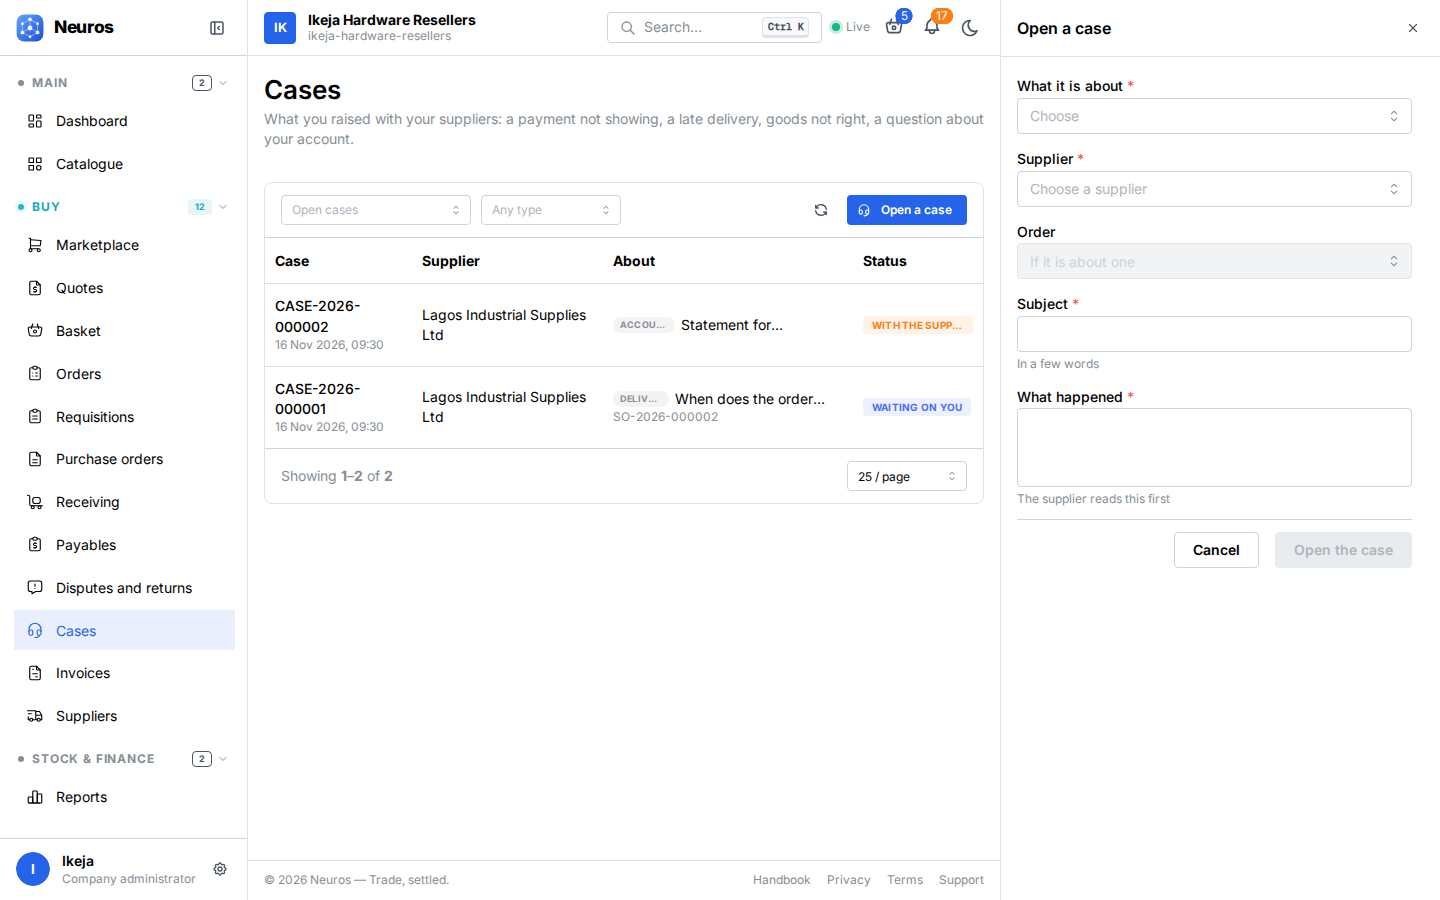 Neuros
MAIN
2
Dashboard
Catalogue
BUY
12
Marketplace
Quotes
Basket
Orders
Requisitions
Purchase orders
Receiving
Payables
Disputes and returns
Cases
Invoices
Suppliers
STOCK & FINANCE
2
Reports
I
Ikeja
Company administrator
IK
Ikeja Hardware Resellers
ikeja-hardware-resellers
Search...
Ctrl K
Live
5
17
Cases
What you raised with your suppliers: a payment not showing, a late delivery, goods not right, a question about
your account.
Open cases
Any type
Open a case
Case
Supplier
About
Status
CASE-2026-
000002
16 Nov 2026, 09:30
Lagos Industrial Supplies
Ltd
ACCOU...
Statement for...
WITH THE SUPP...
CASE-2026-
000001
16 Nov 2026, 09:30
Lagos Industrial Supplies
Ltd
DELIV...
When does the order...
SO-2026-000002
WAITING ON YOU
Showing 1–2 of 2
25 / page
© 2026 Neuros — Trade, settled.
Handbook
Privacy
Terms
Support
Open a case
What it is about *
Choose
Supplier *
Choose a supplier
Order
If it is about one
Subject *
In a few words
What happened *
The supplier reads this first
Cancel
Open the case